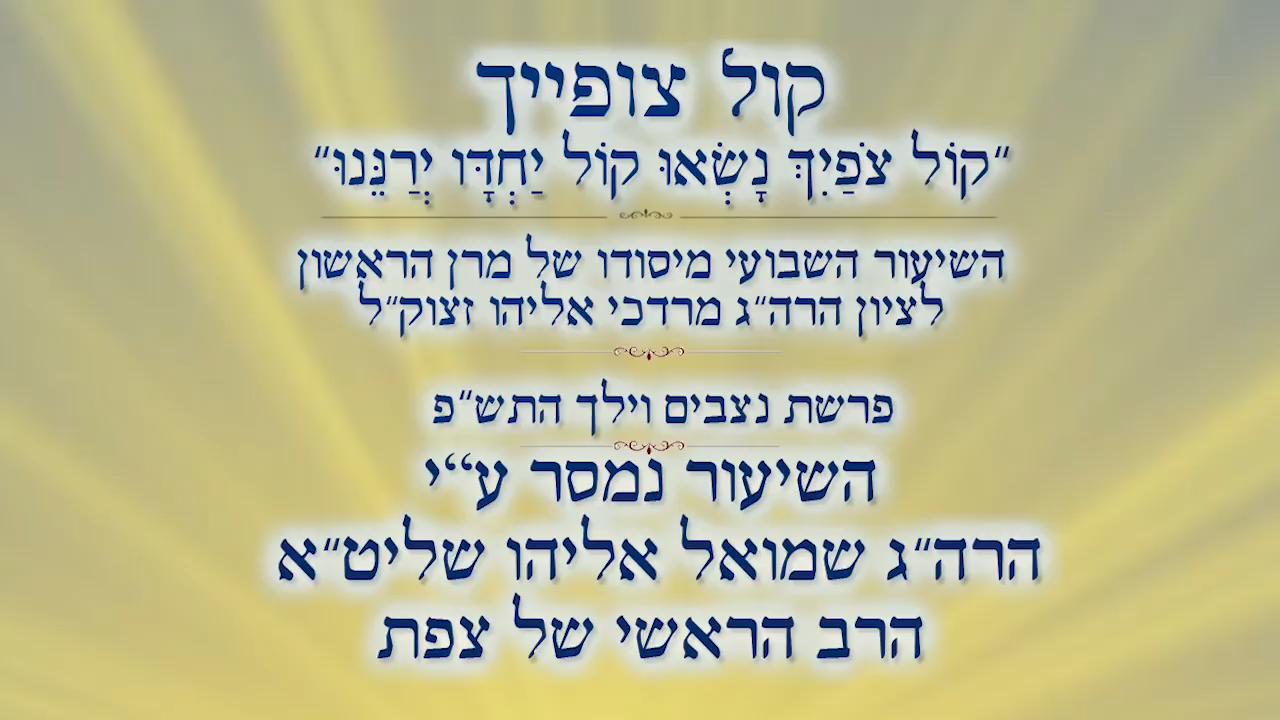 קול צופייך
"קוֹל צֹפַיִךְ נָשְׂאוּ קוֹל יַחְדָּו יְרַנֵּנוּ"
השיעור השבועי מיסודו של מרן הראשון
לציון הרה"ג מרדכי אליהו זצוק"ל
פרשת נצבים וילך התש"פ
השיעור נמסר ע"י
הרה"ג שמואל אליהו שליט"א
הרב הראשי של צפת